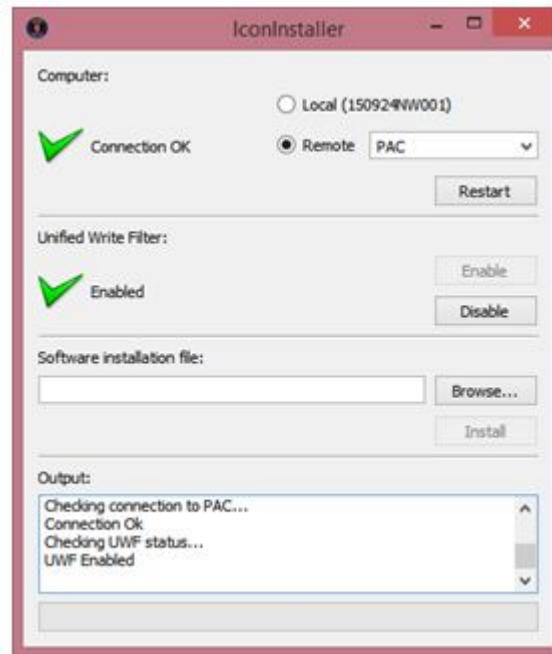 IconInstaller
Computer:
Local (150924NW001)
Connection OK
Remote
PAC
Restart
Unified Write Filter:
Enable
Enabled
Disable
Software installation file:
Browse...
Install
Output:
Checking connection to PAC...
Connection Ok
Checking UWF status...
UWF Enabled